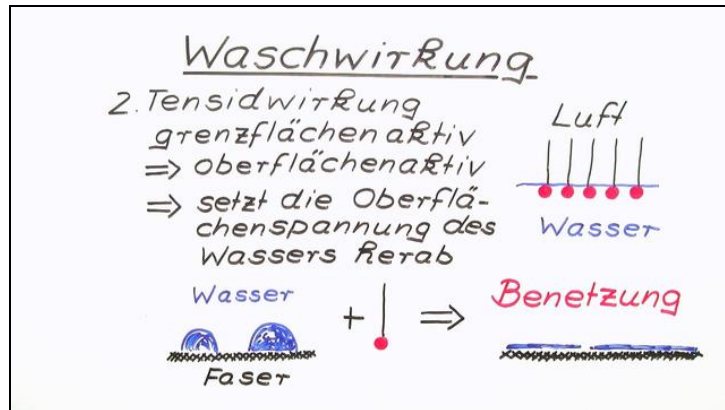 Waschwirkung
2. Tensidwirkung
grenzflächenaktiv
⇒ oberflächenaktiv
⇒ setzt die Oberflä-
chenspannung des
Wassers herab
Luft
Wasser
Wasser
+
⇒
Benetzung
Faser